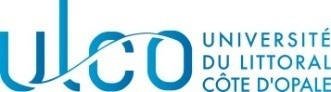 ulco
UNIVERSITÉ
DU LITTORAL
CÔTE D'OPALE